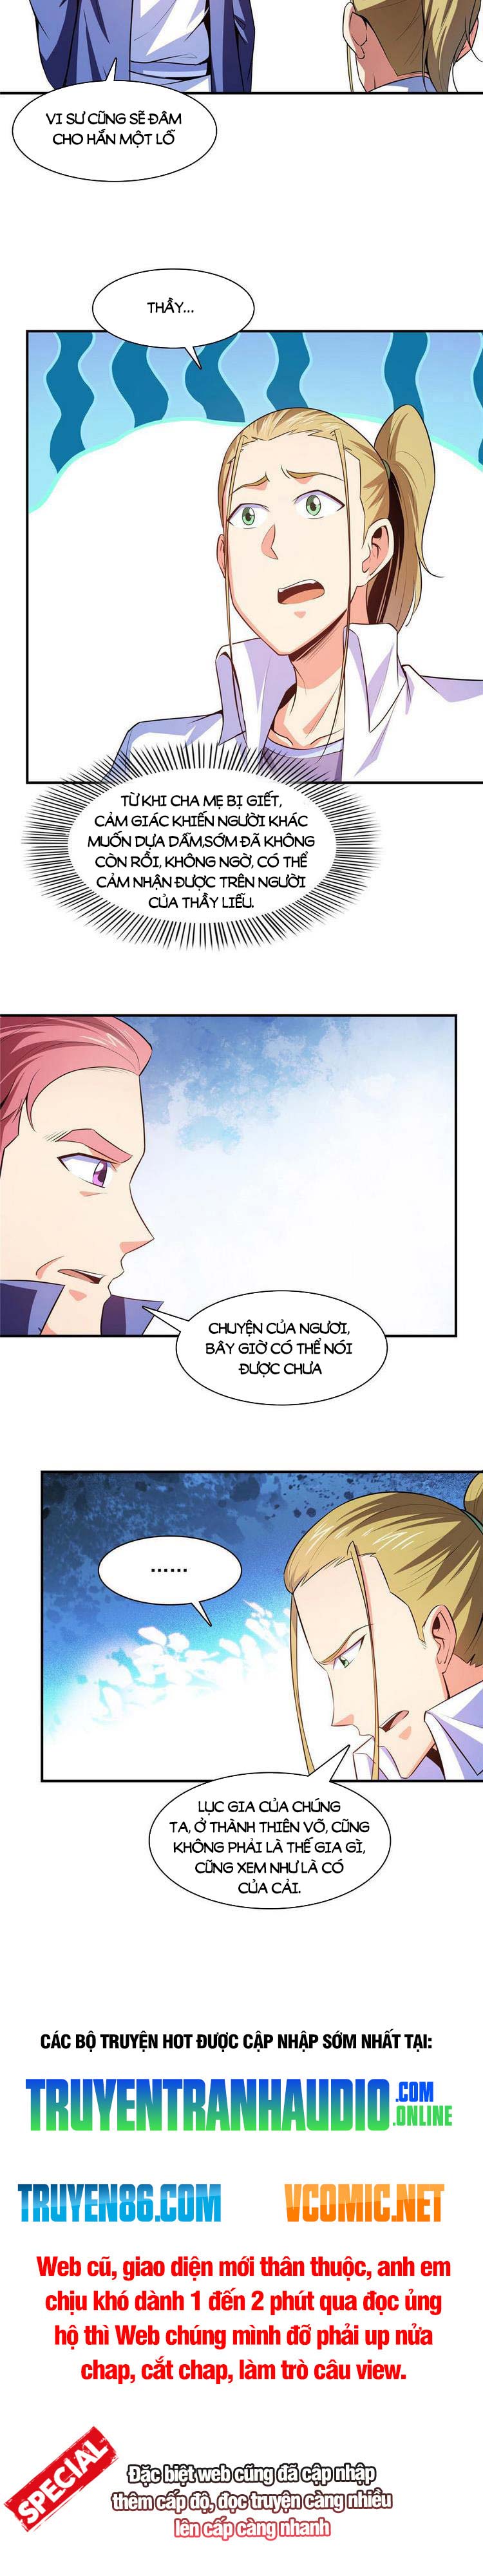 VI SƯ CŨNG SẼ ĐÂM
CHO HẮN MỘT LỖ
THẦY...
TỪ KHI CHA MẸ BỊ GIẾT,
CẢM GIÁC KHIẾN NGƯỜI KHÁC
MUỐN DỰA DẪM,SỚM ĐÃ KHÔNG
CÒN RỒI, KHÔNG NGỜ, CÓ THỂ
CẢM NHẬN ĐƯỢC TRÊN NGƯỜI
CỦA THẦY LIẾU.
CHUYỆN CỦA NGƯƠI,
BÂY GIỜ CÓ THỂ NÓI
ĐƯỢC CHƯA
......
LỤC GIA CỦA CHÚNG
TA, Ở THÀNH THIÊN VÕ, CŨNG
KHÔNG PHẢI LÀ THẾ GIA GÌ,
CŨNG XEM NHƯ LÀ CÓ
CỦA CẢI.
CÁC BỘ TRUYỆN HOT ĐƯỢC CẬP NHẬP SỚM NHẤT TẠI:
TRUYENTRANHAUDIO.COM
.ONLINE
TRUYEN86.COM VCOMIC.NET
Web cũ, giao diện mới thân thuộc, anh em
chịu khó dành 1 đến 2 phút qua đọc ủng
hộ thì Web chúng mình đỡ phải up nửa
chap, cắt chap, làm trò câu view.
SPECIAL
Đặc biệt web cũng đã cập nhập
thêm cấp độ, đọc truyện càng nhiều
lên cấp càng nhanh